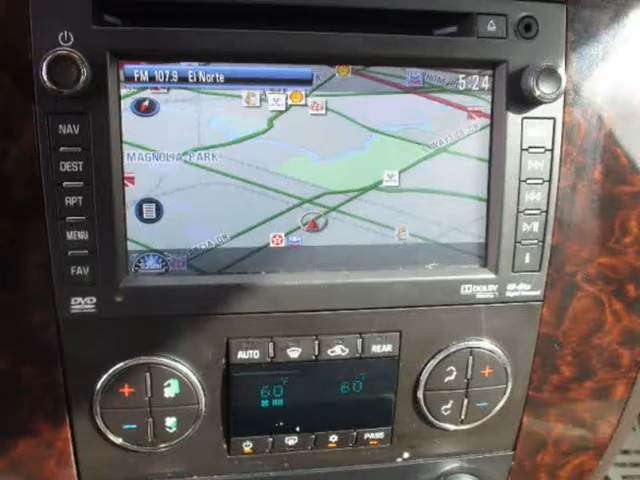 FM 107.9 El Norte
5:24
NAV
DEST
MAGNOLIA PARK
RPT
MENU
FAV
i
DVD
DOLBY
AUTO
REAR
60°F
60°F
PASS